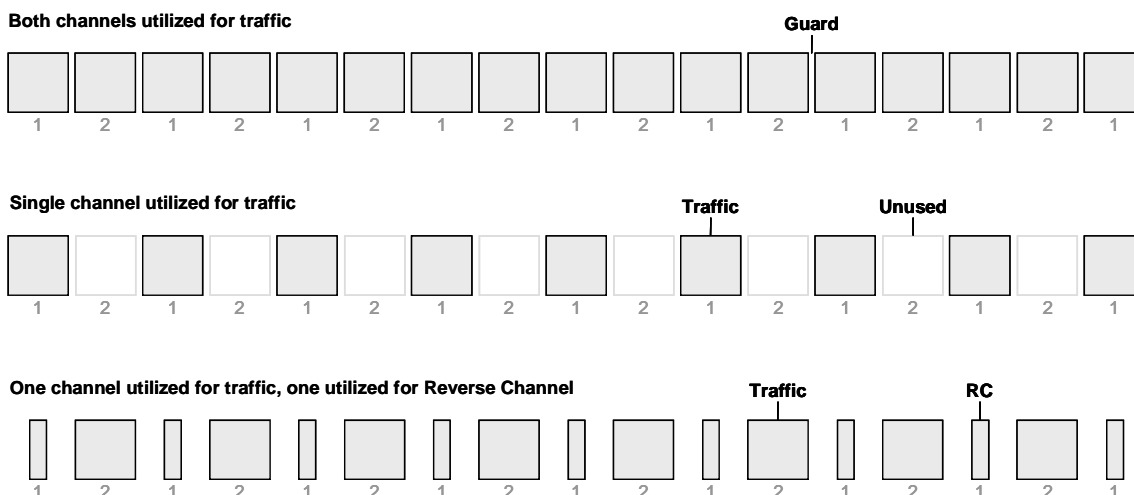 Both channels utilized for traffic
Guard
1 2 1 2 1 2 1 2 1 2 1 2 1 2 1 2 1
Single channel utilized for traffic
Traffic Unused
1 2 1 2 1 2 1 2 1 2 1 2 1 2 1 2 1
One channel utilized for traffic, one utilized for Reverse Channel
Traffic RC
1 2 1 2 1 2 1 2 1 2 1 2 1 2 1 2 1